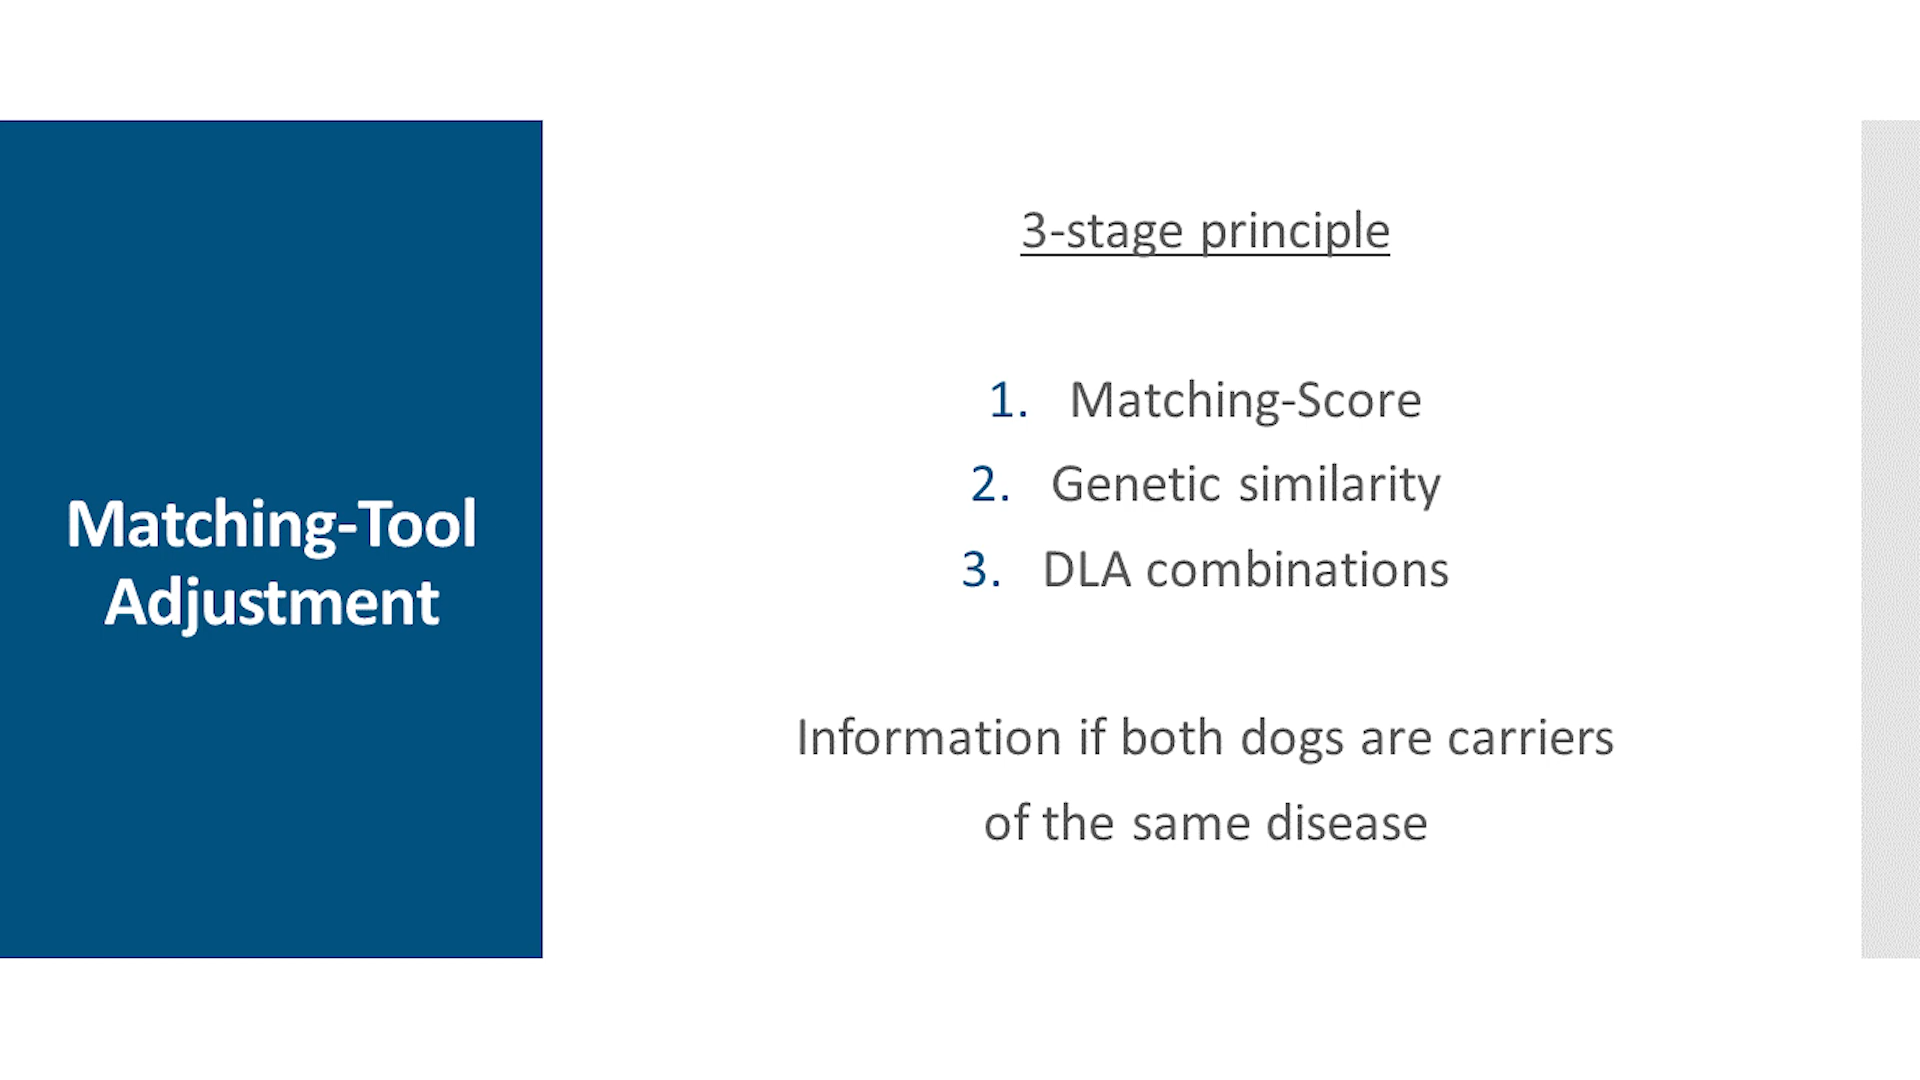 Matching-Tool
Adjustment
3-stage principle
1. Matching-Score
2. Genetic similarity
3. DLA combinations
Information if both dogs are carriers
of the same disease